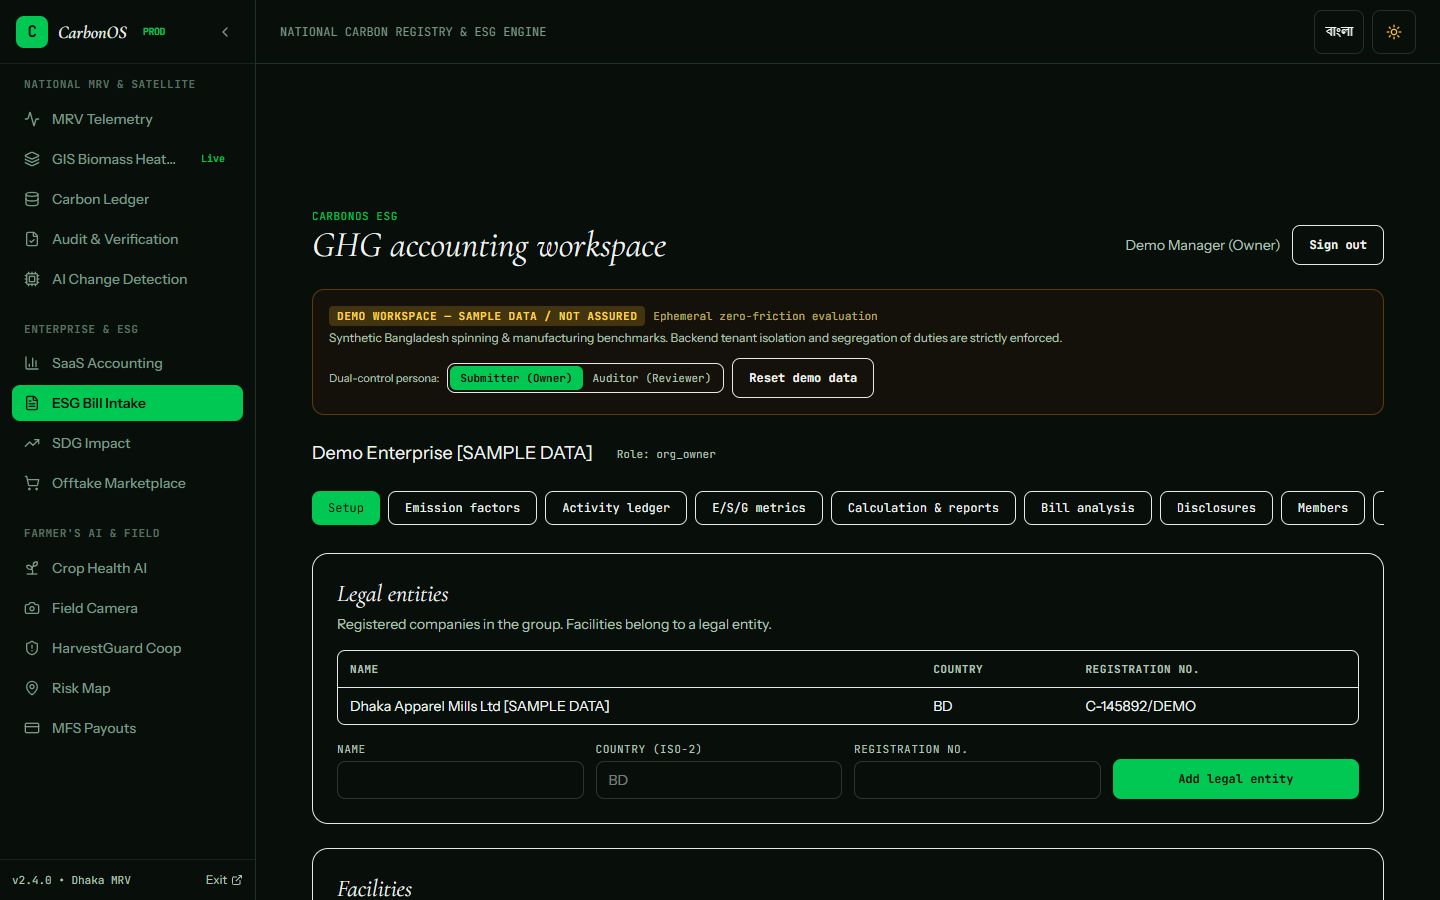 C CarbonOS PROD
NATIONAL CARBON REGISTRY & ESG ENGINE
বাংলা
NATIONAL MRV & SATELLITE
MRV Telemetry
GIS Biomass Heat... Live
Carbon Ledger
Audit & Verification
AI Change Detection
ENTERPRISE & ESG
SaaS Accounting
ESG Bill Intake
SDG Impact
Offtake Marketplace
FARMER'S AI & FIELD
Crop Health AI
Field Camera
HarvestGuard Coop
Risk Map
MFS Payouts
v2.4.0 • Dhaka MRV Exit
CARBONOS ESG
GHG accounting workspace
Demo Manager (Owner) Sign out
DEMO WORKSPACE — SAMPLE DATA / NOT ASSURED Ephemeral zero-friction evaluation
Synthetic Bangladesh spinning & manufacturing benchmarks. Backend tenant isolation and segregation of duties are strictly enforced.
Dual-control persona: Submitter (Owner) Auditor (Reviewer) Reset demo data
Demo Enterprise [SAMPLE DATA] Role: org_owner
Setup Emission factors Activity ledger E/S/G metrics Calculation & reports Bill analysis Disclosures Members
Legal entities
Registered companies in the group. Facilities belong to a legal entity.
NAME COUNTRY REGISTRATION NO.
Dhaka Apparel Mills Ltd [SAMPLE DATA] BD C-145892/DEMO
NAME COUNTRY (ISO-2) REGISTRATION NO.
BD Add legal entity
Facilities